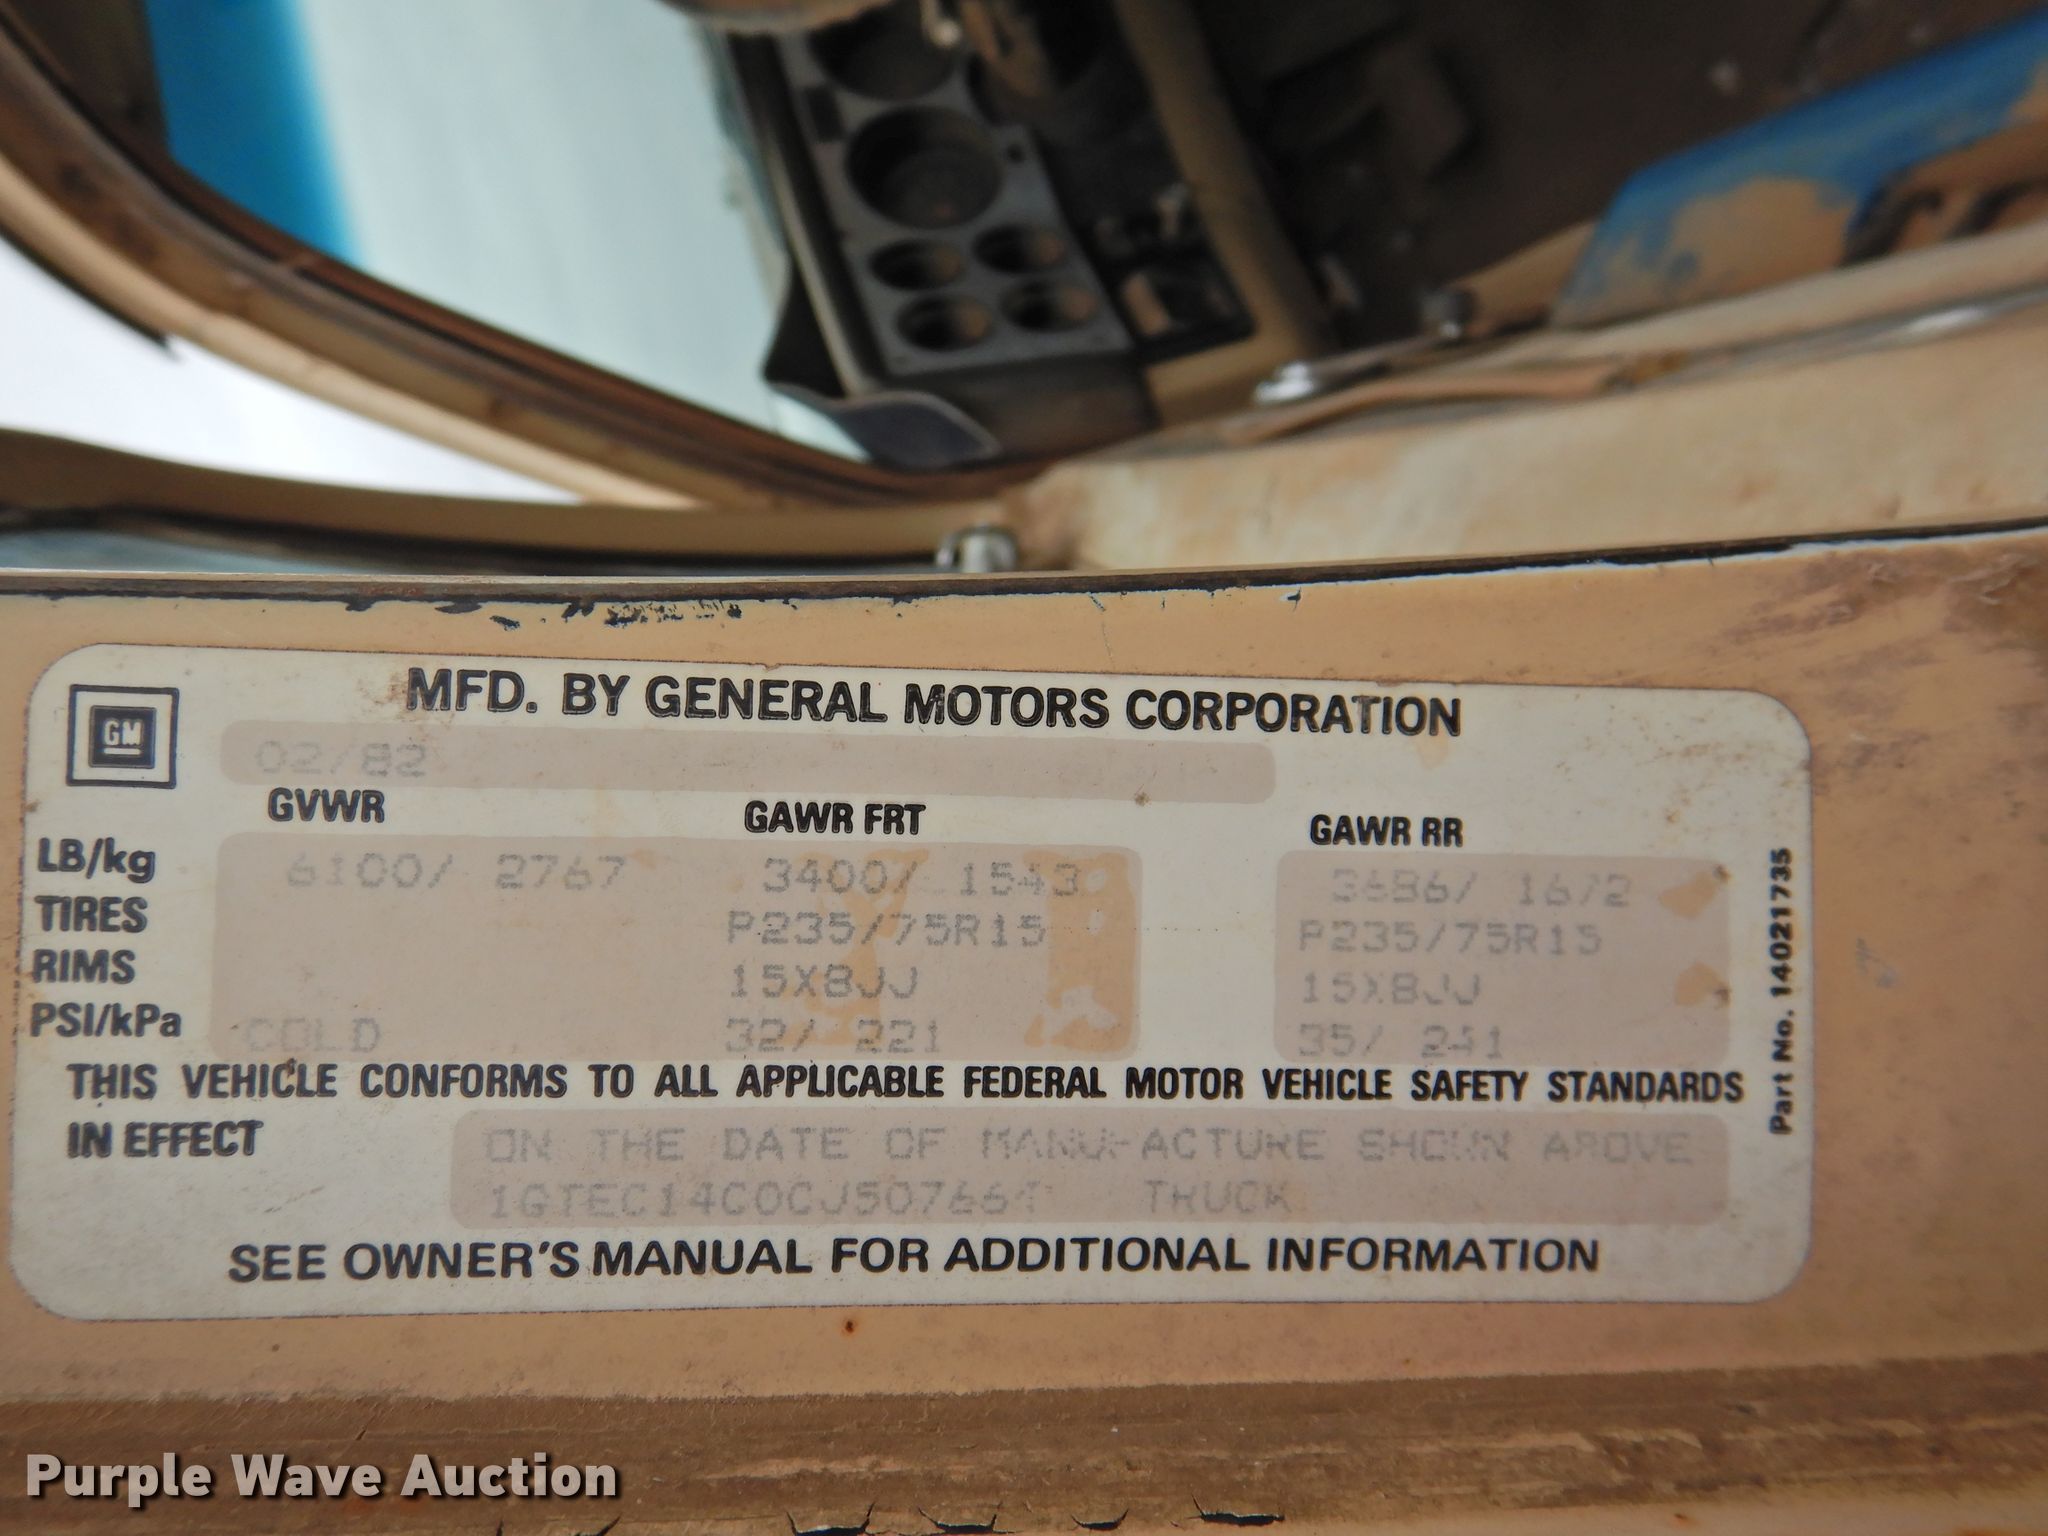 MFD. BY GENERAL MOTORS CORPORATION
GM
02/82
GVWR GAWR FRT GAWR RR
LB/kg 6100/ 2767 3400/ 1543 3686/ 1672
TIRES P235/75R15 P235/75R15
RIMS 15X8JJ 15X8JJ
PSI/kPa COLD 32/ 221 35/ 241
THIS VEHICLE CONFORMS TO ALL APPLICABLE FEDERAL MOTOR VEHICLE SAFETY STANDARDS
IN EFFECT ON THE DATE OF MANUFACTURE SHOWN ABOVE
1GTEC14C0CJ507664 TRUCK
SEE OWNER'S MANUAL FOR ADDITIONAL INFORMATION
Part No. 14021735
Purple Wave Auction